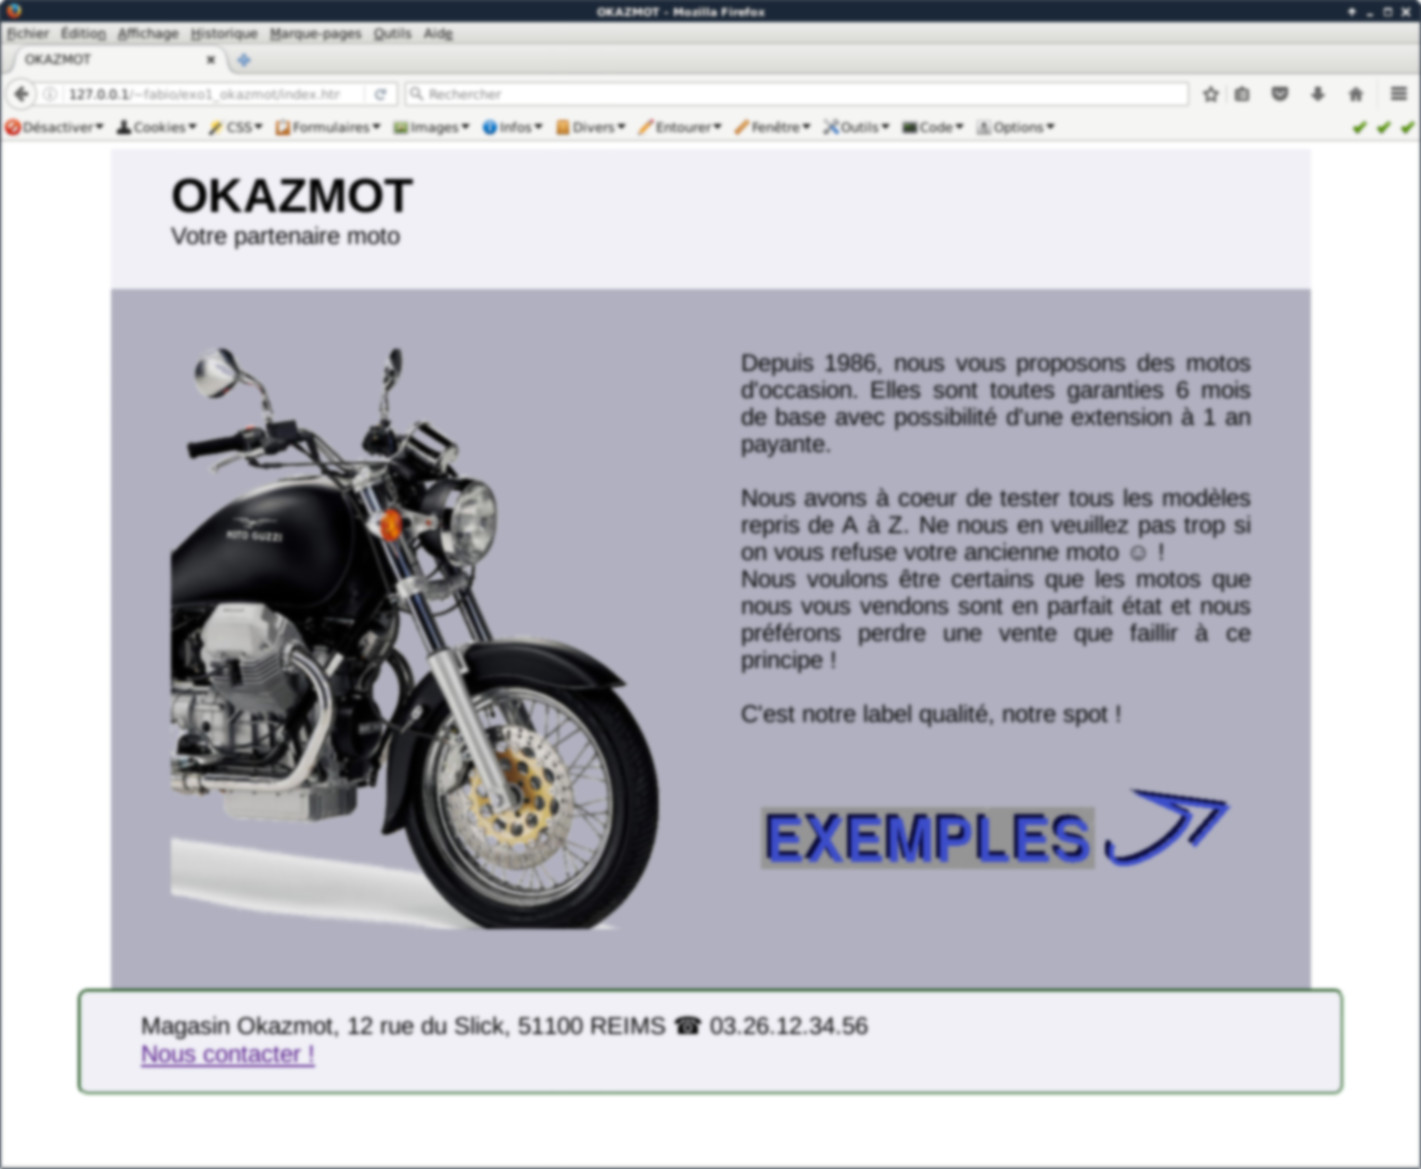 OKAZMOT - Mozilla Firefox
Fichier Édition Affichage Historique Marque-pages Outils Aide
OKAZMOT
127.0.0.1/~fabio/exo1_okazmot/index.htr Rechercher
Désactiver Cookies CSS Formulaires Images Infos Divers Entourer Fenêtre Outils Code Options
OKAZMOT
Votre partenaire moto
Depuis 1986, nous vous proposons des motos
d'occasion. Elles sont toutes garanties 6 mois
de base avec possibilité d'une extension à 1 an
payante.
Nous avons à coeur de tester tous les modèles
repris de A à Z. Ne nous en veuillez pas trop si
on vous refuse votre ancienne moto ☺ !
Nous voulons être certains que les motos que
nous vous vendons sont en parfait état et nous
préférons perdre une vente que faillir à ce
principe !
C'est notre label qualité, notre spot !
MOTO GUZZI
EXEMPLES
Magasin Okazmot, 12 rue du Slick, 51100 REIMS ☎ 03.26.12.34.56
Nous contacter !